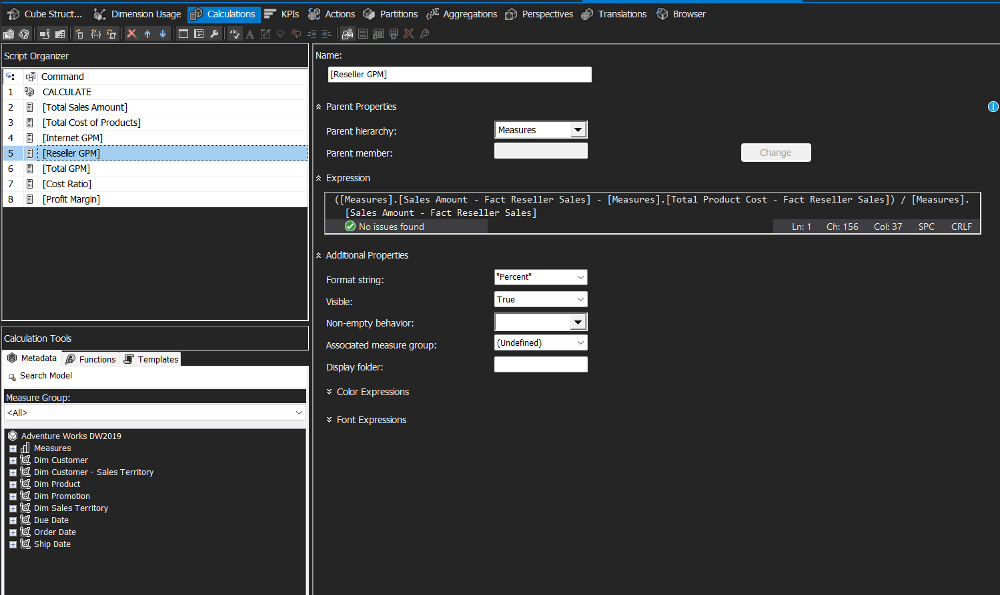 Cube Struct... Dimension Usage Calculations KPIs Actions Partitions Aggregations Perspectives Translations Browser
Script Organizer
Command
1 CALCULATE
2 [Total Sales Amount]
3 [Total Cost of Products]
4 [Internet GPM]
5 [Reseller GPM]
6 [Total GPM]
7 [Cost Ratio]
8 [Profit Margin]
Calculation Tools
Metadata Functions Templates
Search Model
Measure Group:
<All>
Adventure Works DW2019
Measures
Dim Customer
Dim Customer - Sales Territory
Dim Product
Dim Promotion
Dim Sales Territory
Due Date
Order Date
Ship Date
Name:
[Reseller GPM]
Parent Properties
Parent hierarchy: Measures
Parent member: Change
Expression
([Measures].[Sales Amount - Fact Reseller Sales] - [Measures].[Total Product Cost - Fact Reseller Sales]) / [Measures].
[Sales Amount - Fact Reseller Sales]
No issues found Ln: 1 Ch: 156 Col: 37 SPC CRLF
Additional Properties
Format string: "Percent"
Visible: True
Non-empty behavior:
Associated measure group: (Undefined)
Display folder:
Color Expressions
Font Expressions